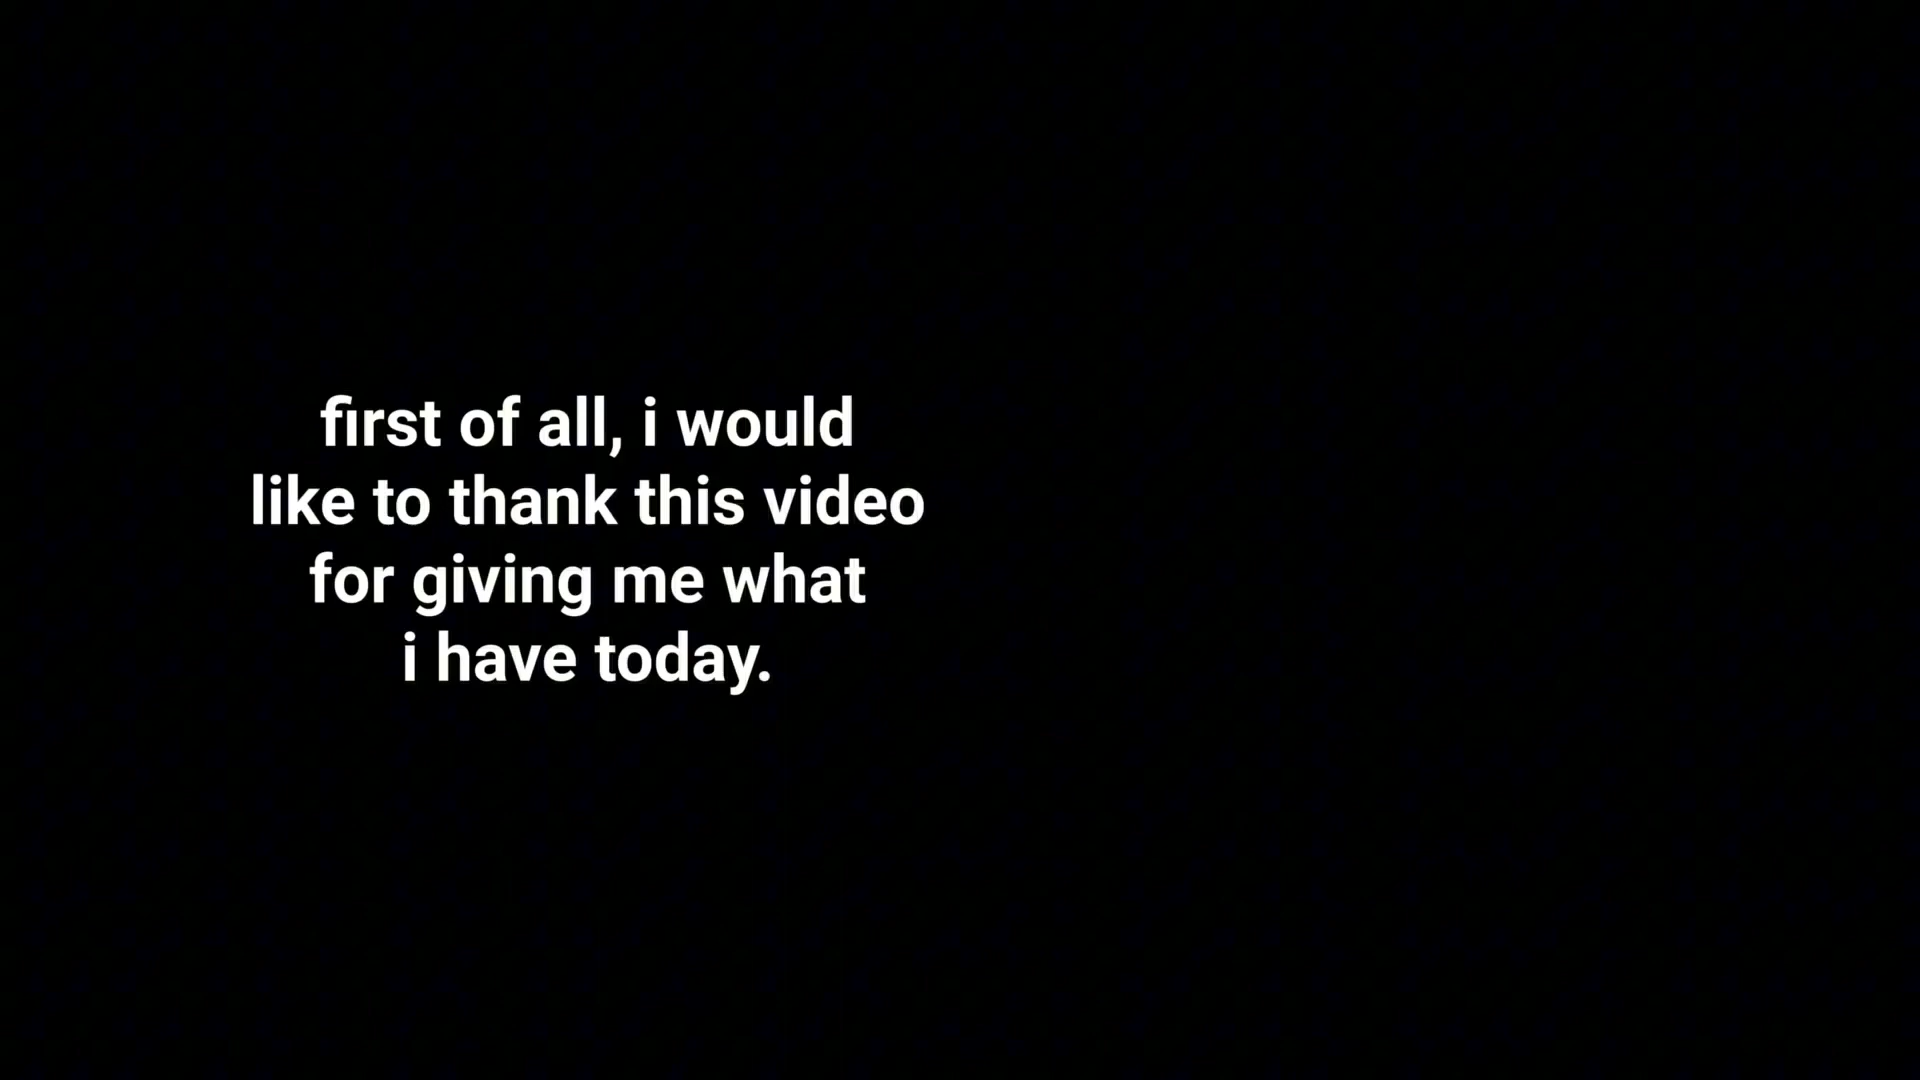 first of all, i would
like to thank this video
for giving me what
i have today.